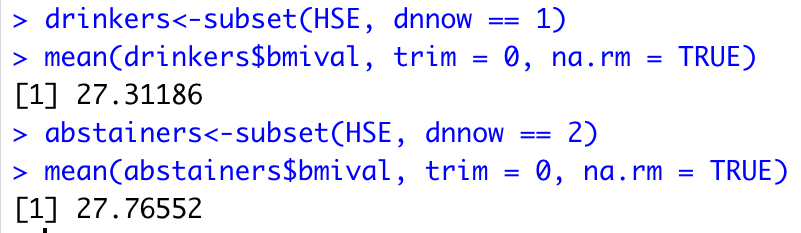 > drinkers<-subset(HSE, dnnow == 1)
> mean(drinkers$bmival, trim = 0, na.rm = TRUE)
[1] 27.31186
> abstainers<-subset(HSE, dnnow == 2)
> mean(abstainers$bmival, trim = 0, na.rm = TRUE)
[1] 27.76552